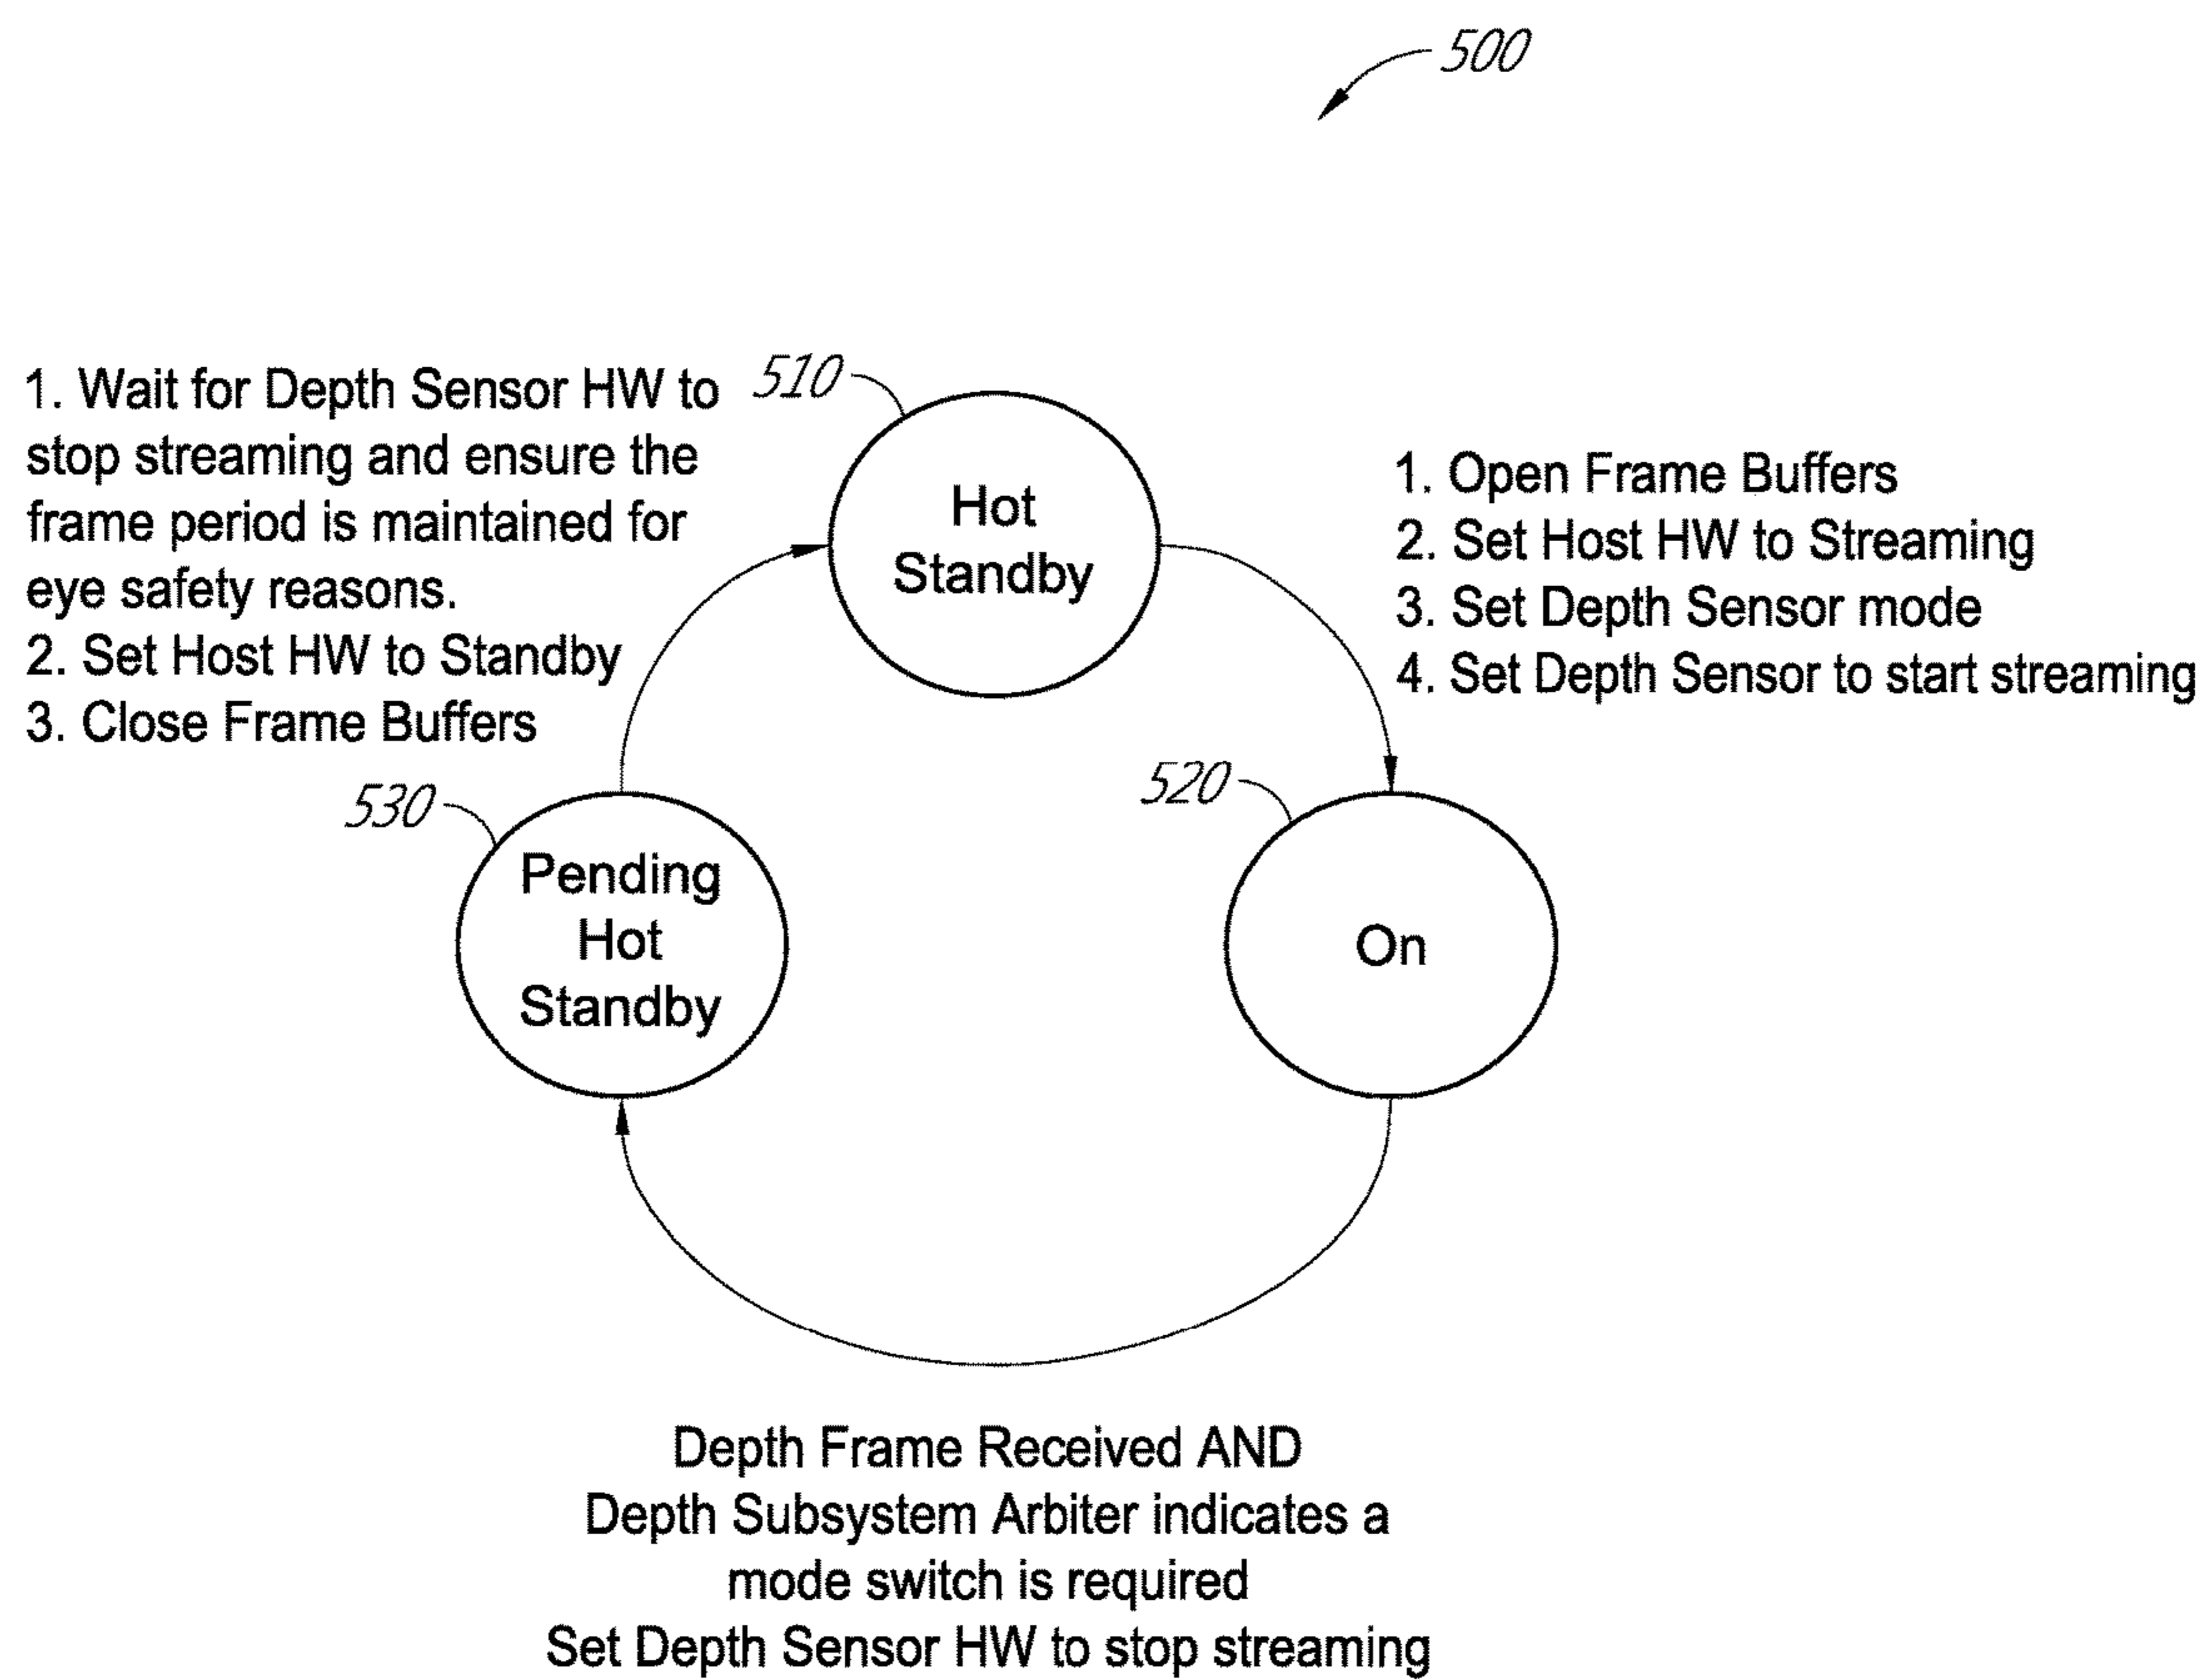 500
1. Wait for Depth Sensor HW to
stop streaming and ensure the
frame period is maintained for
eye safety reasons.
2. Set Host HW to Standby
3. Close Frame Buffers
510
Hot
Standby
1. Open Frame Buffers
2. Set Host HW to Streaming
3. Set Depth Sensor mode
4. Set Depth Sensor to start streaming
530
Pending
Hot
Standby
520
On
Depth Frame Received AND
Depth Subsystem Arbiter indicates a
mode switch is required
Set Depth Sensor HW to stop streaming